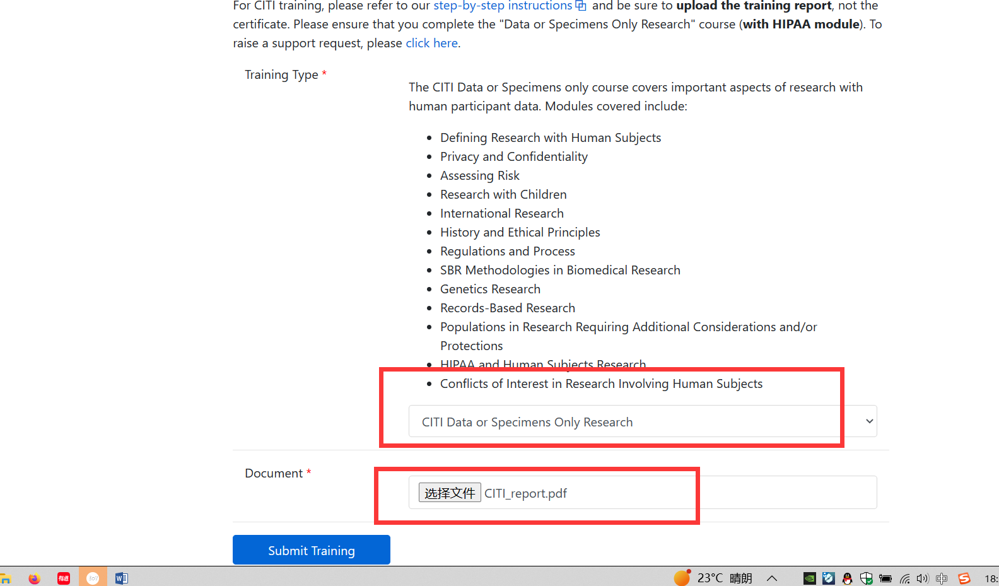 For CITI training, please refer to our step-by-step instructions and be sure to upload the training report, not the
certificate. Please ensure that you complete the "Data or Specimens Only Research" course (with HIPAA module). To
raise a support request, please click here.
Training Type *
The CITI Data or Specimens only course covers important aspects of research with
human participant data. Modules covered include:
• Defining Research with Human Subjects
• Privacy and Confidentiality
• Assessing Risk
• Research with Children
• International Research
• History and Ethical Principles
• Regulations and Process
• SBR Methodologies in Biomedical Research
• Genetics Research
• Records-Based Research
• Populations in Research Requiring Additional Considerations and/or
Protections
• HIPAA and Human Subjects Research
• Conflicts of Interest in Research Involving Human Subjects
CITI Data or Specimens Only Research
Document *
选择文件 CITI_report.pdf
Submit Training
有道 367 W 23°C 晴朗 中 S 18: